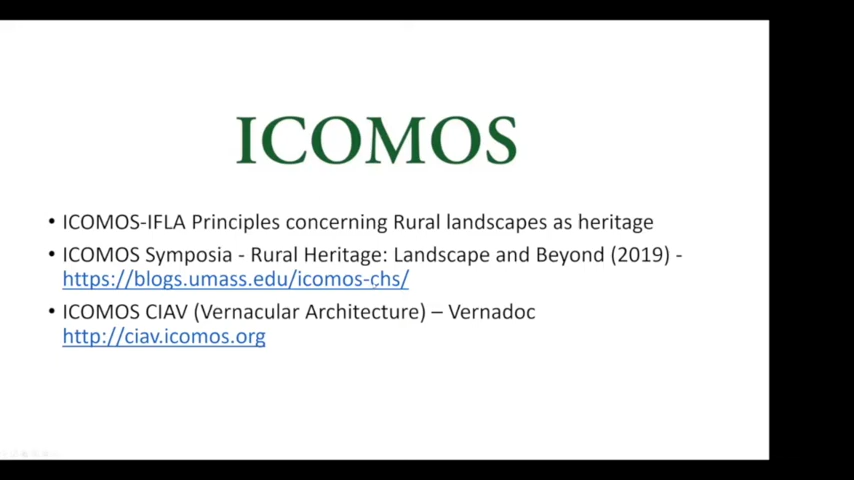 ICOMOS
• ICOMOS-IFLA Principles concerning Rural landscapes as heritage
• ICOMOS Symposia - Rural Heritage: Landscape and Beyond (2019) -
https://blogs.umass.edu/icomos-chs/
• ICOMOS CIAV (Vernacular Architecture) – Vernadoc
http://ciav.icomos.org